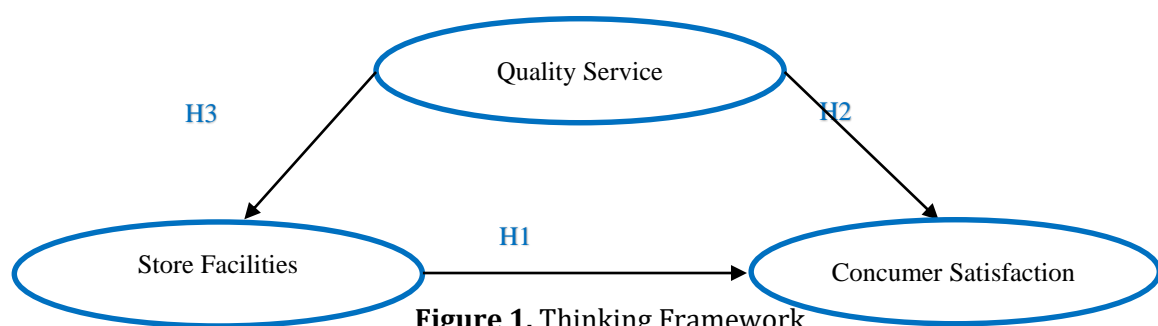 Quality Service
H3
H2
H1
Store Facilities
Concumer Satisfaction
Figure 1. Thinking Framework